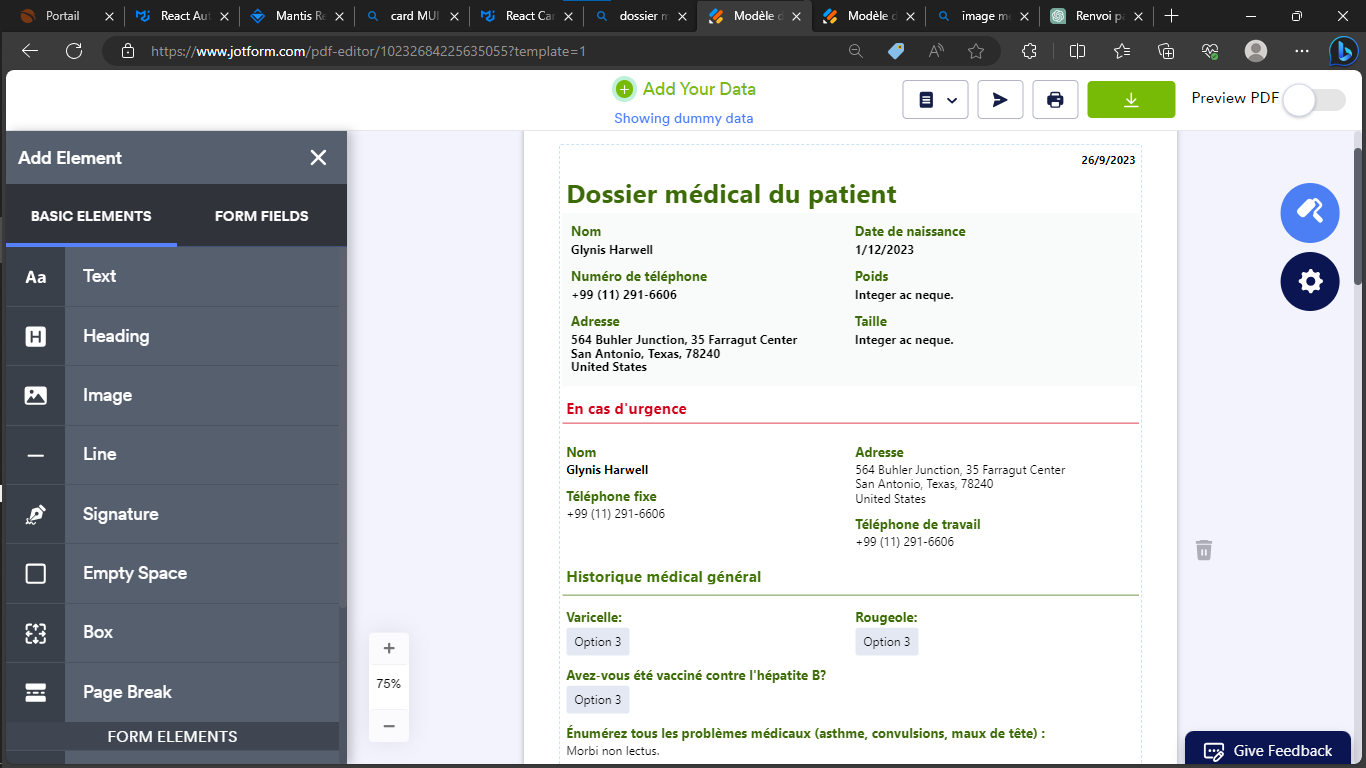 Portail
React Aut
Mantis Re
card MUI
React Car
dossier m
Modèle d
Modèle d
image me
Renvoi pa
https://www.jotform.com/pdf-editor/10232684225635055?template=1
Add Your Data
Showing dummy data
Preview PDF
Add Element
BASIC ELEMENTS
FORM FIELDS
Aa Text
H Heading
Image
Line
Signature
Empty Space
Box
Page Break
FORM ELEMENTS
+
75%
−
26/9/2023
Dossier médical du patient
Nom
Glynis Harwell
Date de naissance
1/12/2023
Numéro de téléphone
+99 (11) 291-6606
Poids
Integer ac neque.
Adresse
564 Buhler Junction, 35 Farragut Center
San Antonio, Texas, 78240
United States
Taille
Integer ac neque.
En cas d'urgence
Nom
Glynis Harwell
Téléphone fixe
+99 (11) 291-6606
Adresse
564 Buhler Junction, 35 Farragut Center
San Antonio, Texas, 78240
United States
Téléphone de travail
+99 (11) 291-6606
Historique médical général
Varicelle:
Option 3
Rougeole:
Option 3
Avez-vous été vacciné contre l'hépatite B?
Option 3
Énumérez tous les problèmes médicaux (asthme, convulsions, maux de tête) :
Morbi non lectus.
Give Feedback